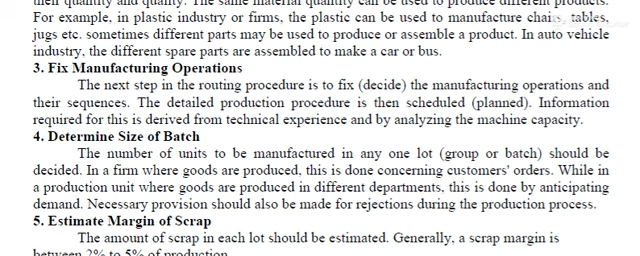 their quantity and quality. The same material quantity can be used to produce different products.
For example, in plastic industry or firms, the plastic can be used to manufacture chairs, tables,
jugs etc. sometimes different parts may be used to produce or assemble a product. In auto vehicle
industry, the different spare parts are assembled to make a car or bus.
3. Fix Manufacturing Operations
The next step in the routing procedure is to fix (decide) the manufacturing operations and
their sequences. The detailed production procedure is then scheduled (planned). Information
required for this is derived from technical experience and by analyzing the machine capacity.
4. Determine Size of Batch
The number of units to be manufactured in any one lot (group or batch) should be
decided. In a firm where goods are produced, this is done concerning customers' orders. While in
a production unit where goods are produced in different departments, this is done by anticipating
demand. Necessary provision should also be made for rejections during the production process.
5. Estimate Margin of Scrap
The amount of scrap in each lot should be estimated. Generally, a scrap margin is
between 2% to 5% of production.